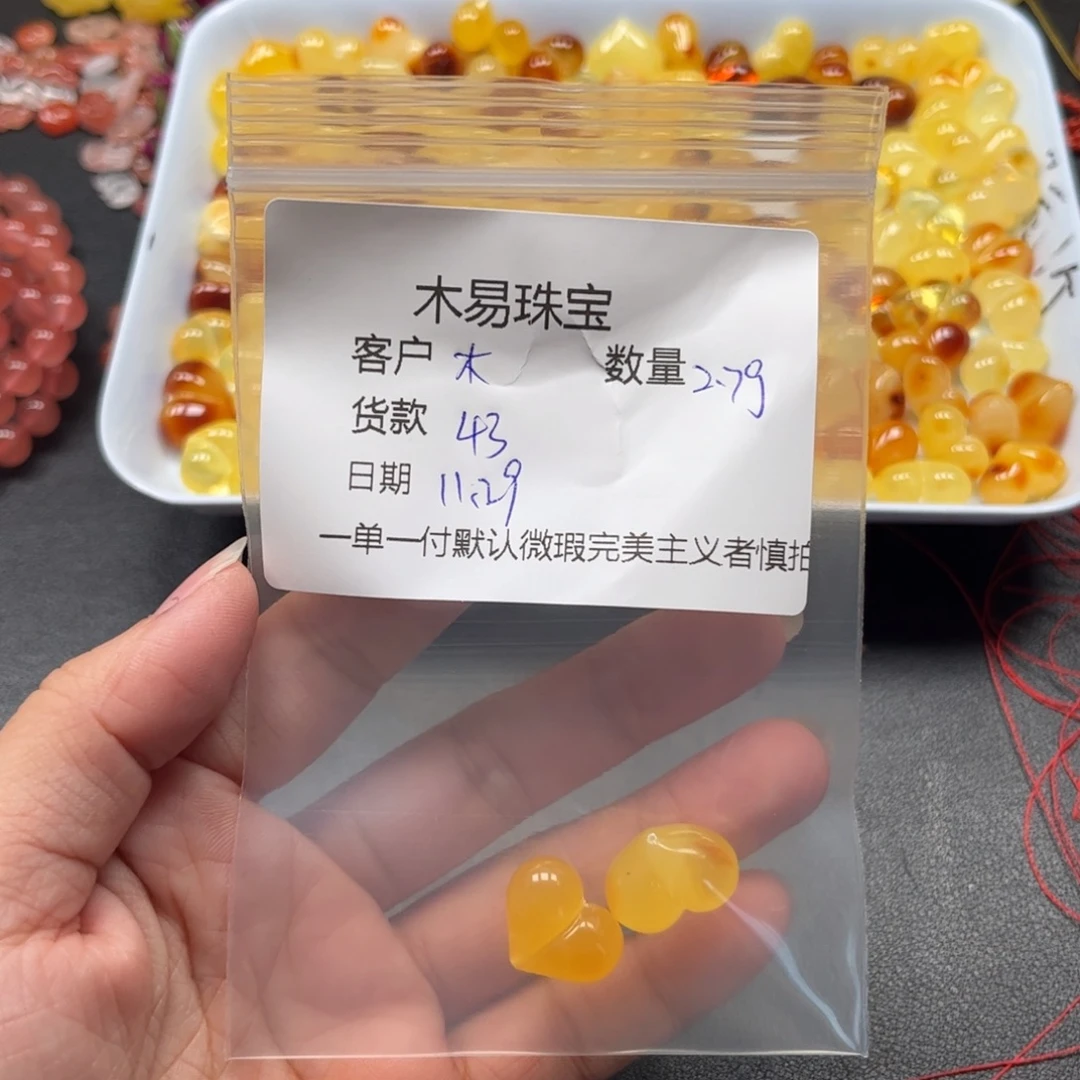 木易珠宝
客户 木 数量 2.7g
货款 43
日期 11.29
一单一付默认微瑕完美主义者慎拍